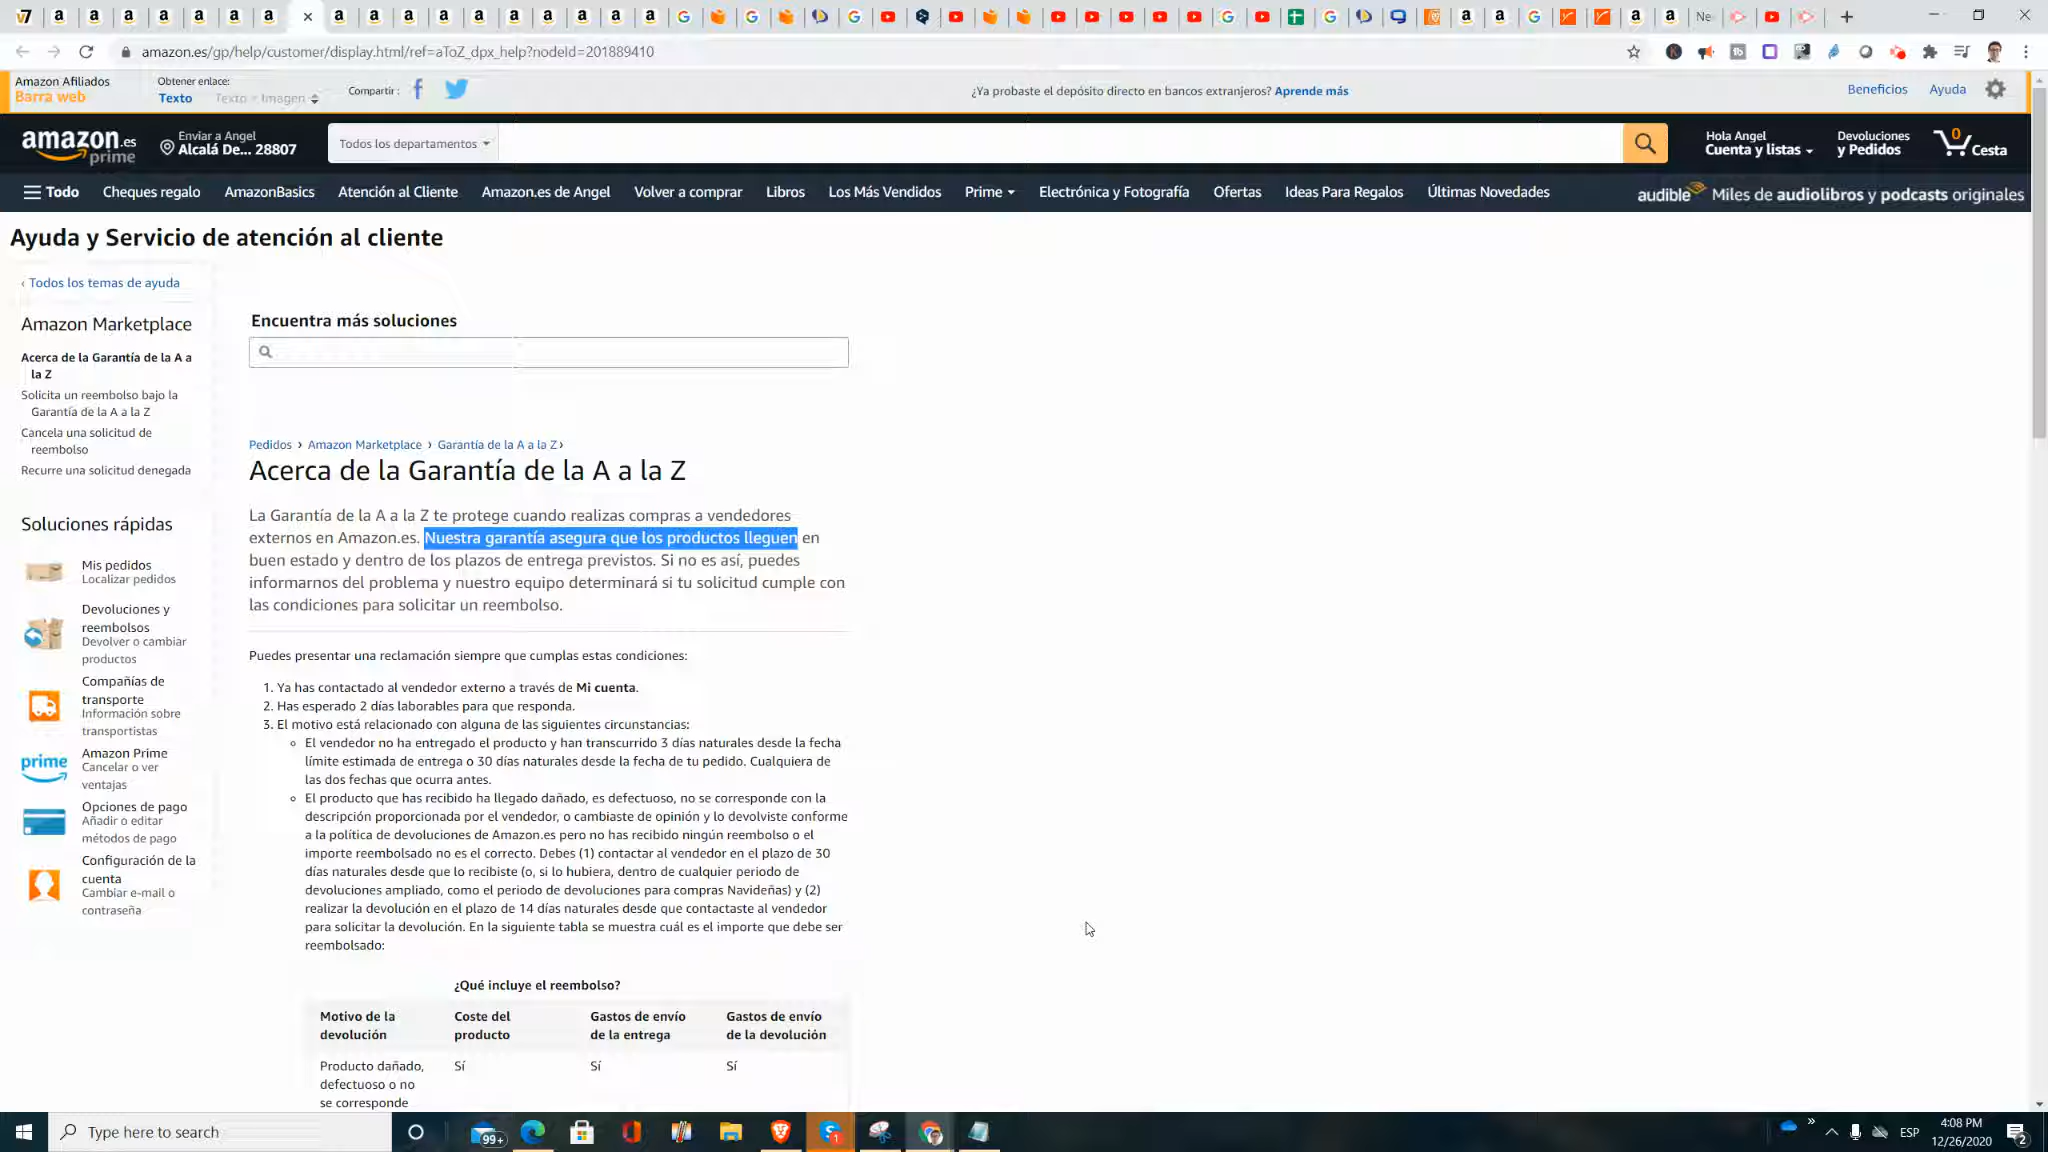 amazon.es/gp/help/customer/display.html/ref=aToZ_dpx_help?nodeId=201889410
Amazon Afiliados
Barra web
Obtener enlace:
Texto
Texto + Imagen
Compartir :
¿Ya probaste el depósito directo en bancos extranjeros? Aprende más
Beneficios
Ayuda
amazon.es
prime
Enviar a Angel
Alcalá De... 28807
Todos los departamentos
Hola Angel
Cuenta y listas
Devoluciones
y Pedidos
0
Cesta
Todo
Cheques regalo
AmazonBasics
Atención al Cliente
Amazon.es de Angel
Volver a comprar
Libros
Los Más Vendidos
Prime
Electrónica y Fotografía
Ofertas
Ideas Para Regalos
Últimas Novedades
audible Miles de audiolibros y podcasts originales
Ayuda y Servicio de atención al cliente
‹ Todos los temas de ayuda
Amazon Marketplace
Acerca de la Garantía de la A a
la Z
Solicita un reembolso bajo la
Garantía de la A a la Z
Cancela una solicitud de
reembolso
Recurre una solicitud denegada
Soluciones rápidas
Mis pedidos
Localizar pedidos
Devoluciones y
reembolsos
Devolver o cambiar
productos
Compañías de
transporte
Información sobre
transportistas
prime
Amazon Prime
Cancelar o ver
ventajas
Opciones de pago
Añadir o editar
métodos de pago
Configuración de la
cuenta
Cambiar e-mail o
contraseña
Encuentra más soluciones
Pedidos › Amazon Marketplace › Garantía de la A a la Z ›
Acerca de la Garantía de la A a la Z
La Garantía de la A a la Z te protege cuando realizas compras a vendedores
externos en Amazon.es. Nuestra garantía asegura que los productos lleguen en
buen estado y dentro de los plazos de entrega previstos. Si no es así, puedes
informarnos del problema y nuestro equipo determinará si tu solicitud cumple con
las condiciones para solicitar un reembolso.
Puedes presentar una reclamación siempre que cumplas estas condiciones:
1. Ya has contactado al vendedor externo a través de Mi cuenta.
2. Has esperado 2 días laborables para que responda.
3. El motivo está relacionado con alguna de las siguientes circunstancias:
El vendedor no ha entregado el producto y han transcurrido 3 días naturales desde la fecha
límite estimada de entrega o 30 días naturales desde la fecha de tu pedido. Cualquiera de
las dos fechas que ocurra antes.
El producto que has recibido ha llegado dañado, es defectuoso, no se corresponde con la
descripción proporcionada por el vendedor, o cambiaste de opinión y lo devolviste conforme
a la política de devoluciones de Amazon.es pero no has recibido ningún reembolso o el
importe reembolsado no es el correcto. Debes (1) contactar al vendedor en el plazo de 30
días naturales desde que lo recibiste (o, si lo hubiera, dentro de cualquier periodo de
devoluciones ampliado, como el periodo de devoluciones para compras Navideñas) y (2)
realizar la devolución en el plazo de 14 días naturales desde que contactaste al vendedor
para solicitar la devolución. En la siguiente tabla se muestra cuál es el importe que debe ser
reembolsado:
¿Qué incluye el reembolso?
Motivo de la
devolución
Coste del
producto
Gastos de envío
de la entrega
Gastos de envío
de la devolución
Producto dañado,
defectuoso o no
se corresponde
Sí
Sí
Sí
Type here to search
99+
1
ESP
4:08 PM
12/26/2020
2